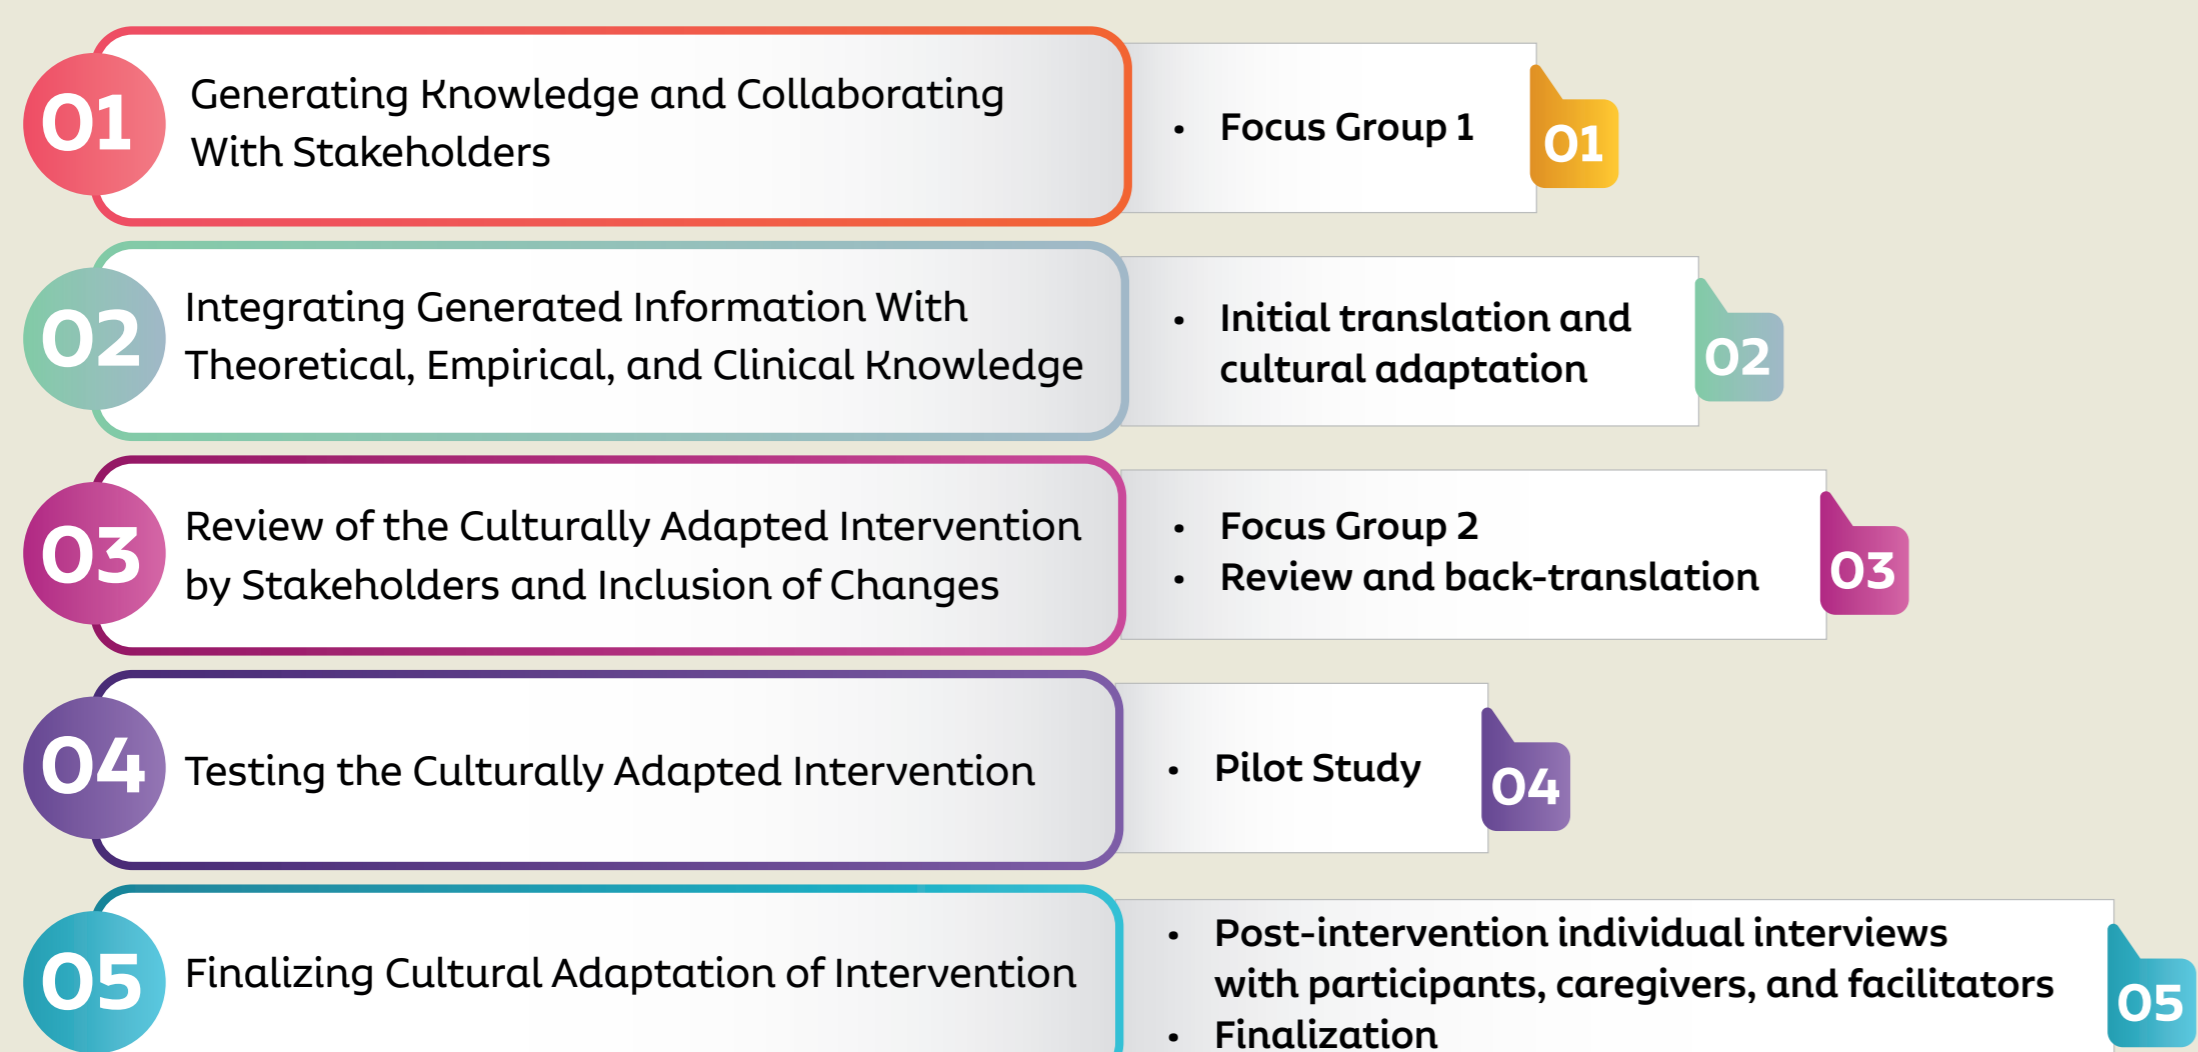 01
Generating Knowledge and Collaborating
With Stakeholders
• Focus Group 1
01
02
Integrating Generated Information With
Theoretical, Empirical, and Clinical Knowledge
• Initial translation and
cultural adaptation
02
03
Review of the Culturally Adapted Intervention
by Stakeholders and Inclusion of Changes
• Focus Group 2
• Review and back-translation
03
04
Testing the Culturally Adapted Intervention
• Pilot Study
04
05
Finalizing Cultural Adaptation of Intervention
• Post-intervention individual interviews
with participants, caregivers, and facilitators
• Finalization
05